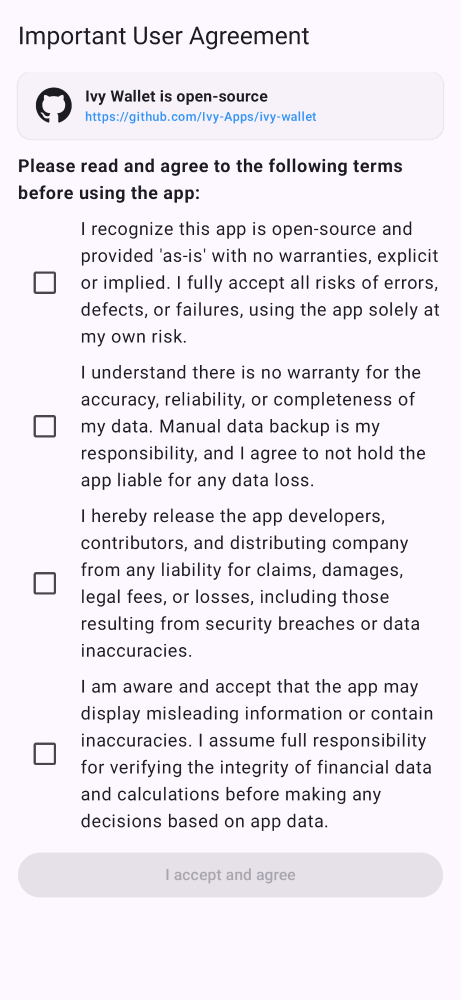 Important User Agreement
Ivy Wallet is open-source
https://github.com/Ivy-Apps/ivy-wallet
Please read and agree to the following terms
before using the app:
I recognize this app is open-source and
provided 'as-is' with no warranties, explicit
or implied. I fully accept all risks of errors,
defects, or failures, using the app solely at
my own risk.
I understand there is no warranty for the
accuracy, reliability, or completeness of
my data. Manual data backup is my
responsibility, and I agree to not hold the
app liable for any data loss.
I hereby release the app developers,
contributors, and distributing company
from any liability for claims, damages,
legal fees, or losses, including those
resulting from security breaches or data
inaccuracies.
I am aware and accept that the app may
display misleading information or contain
inaccuracies. I assume full responsibility
for verifying the integrity of financial data
and calculations before making any
decisions based on app data.
I accept and agree